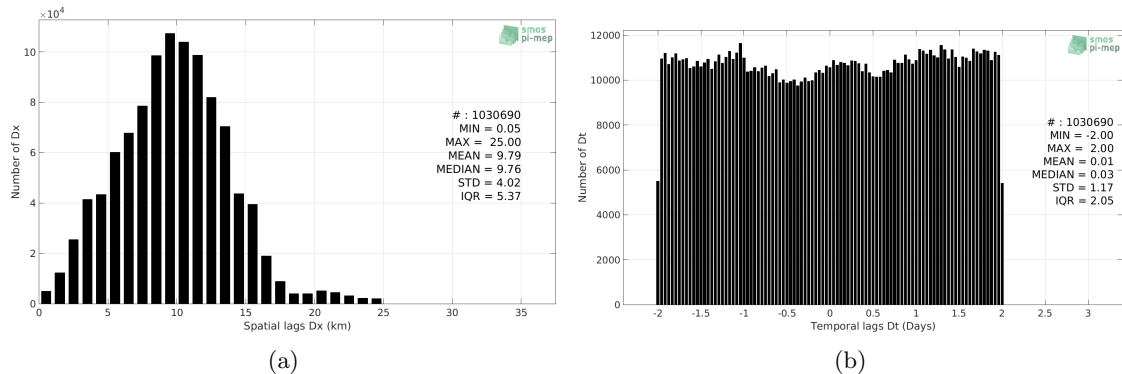 ×10⁴
10
8
6
4
2
0
Number of Dx
0 5 10 15 20 25 30 35
Spatial lags Dx (km)
smos
pi-mep
# : 1030690
MIN = 0.05
MAX = 25.00
MEAN = 9.79
MEDIAN = 9.76
STD = 4.02
IQR = 5.37
(a)
12000
10000
8000
6000
4000
2000
0
Number of Dt
-2 -1.5 -1 -0.5 0 0.5 1 1.5 2 2.5 3
Temporal lags Dt (Days)
smos
pi-mep
# : 1030690
MIN = -2.00
MAX = 2.00
MEAN = 0.01
MEDIAN = 0.03
STD = 1.17
IQR = 2.05
(b)